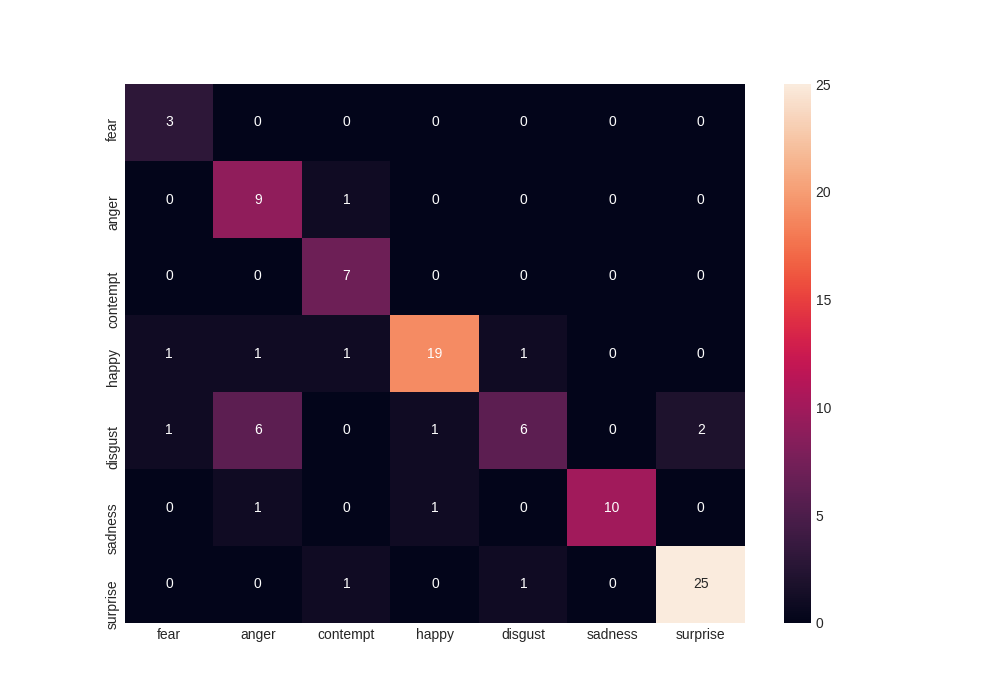 fear 3 0 0 0 0 0 0
anger 0 9 1 0 0 0 0
contempt 0 0 7 0 0 0 0
happy 1 1 1 19 1 0 0
disgust 1 6 0 1 6 0 2
sadness 0 1 0 1 0 10 0
surprise 0 0 1 0 1 0 25
fear anger contempt happy disgust sadness surprise
25
20
15
10
5
0